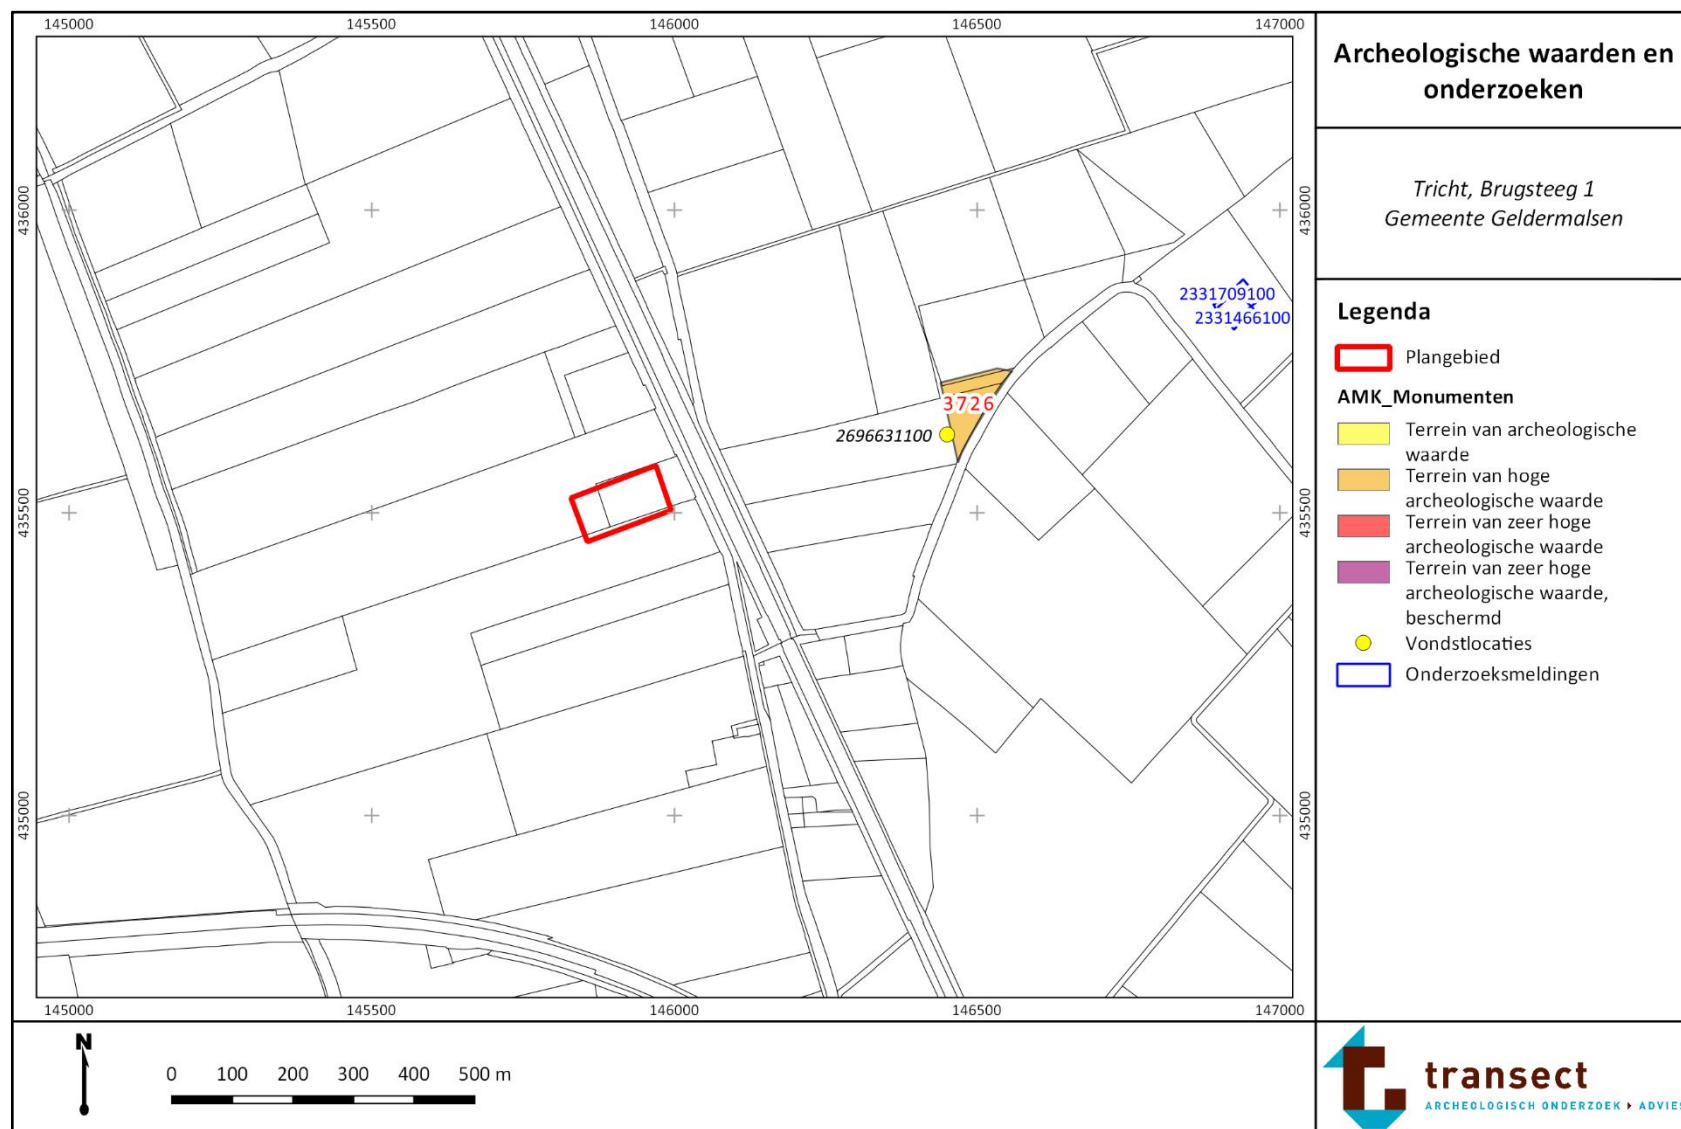 145000 145500 146000 146500 147000
436000 436000
435500 435500
435000 435000
2331709100
2331466100
3726
2696631100
145000 145500 146000 146500 147000
N
0 100 200 300 400 500 m
Archeologische waarden en
onderzoeken
Tricht, Brugsteeg 1
Gemeente Geldermalsen
Legenda
Plangebied
AMK_Monumenten
Terrein van archeologische
waarde
Terrein van hoge
archeologische waarde
Terrein van zeer hoge
archeologische waarde
Terrein van zeer hoge
archeologische waarde,
beschermd
Vondstlocaties
Onderzoeksmeldingen
transect
ARCHEOLOGISCH ONDERZOEK ▸ ADVIES